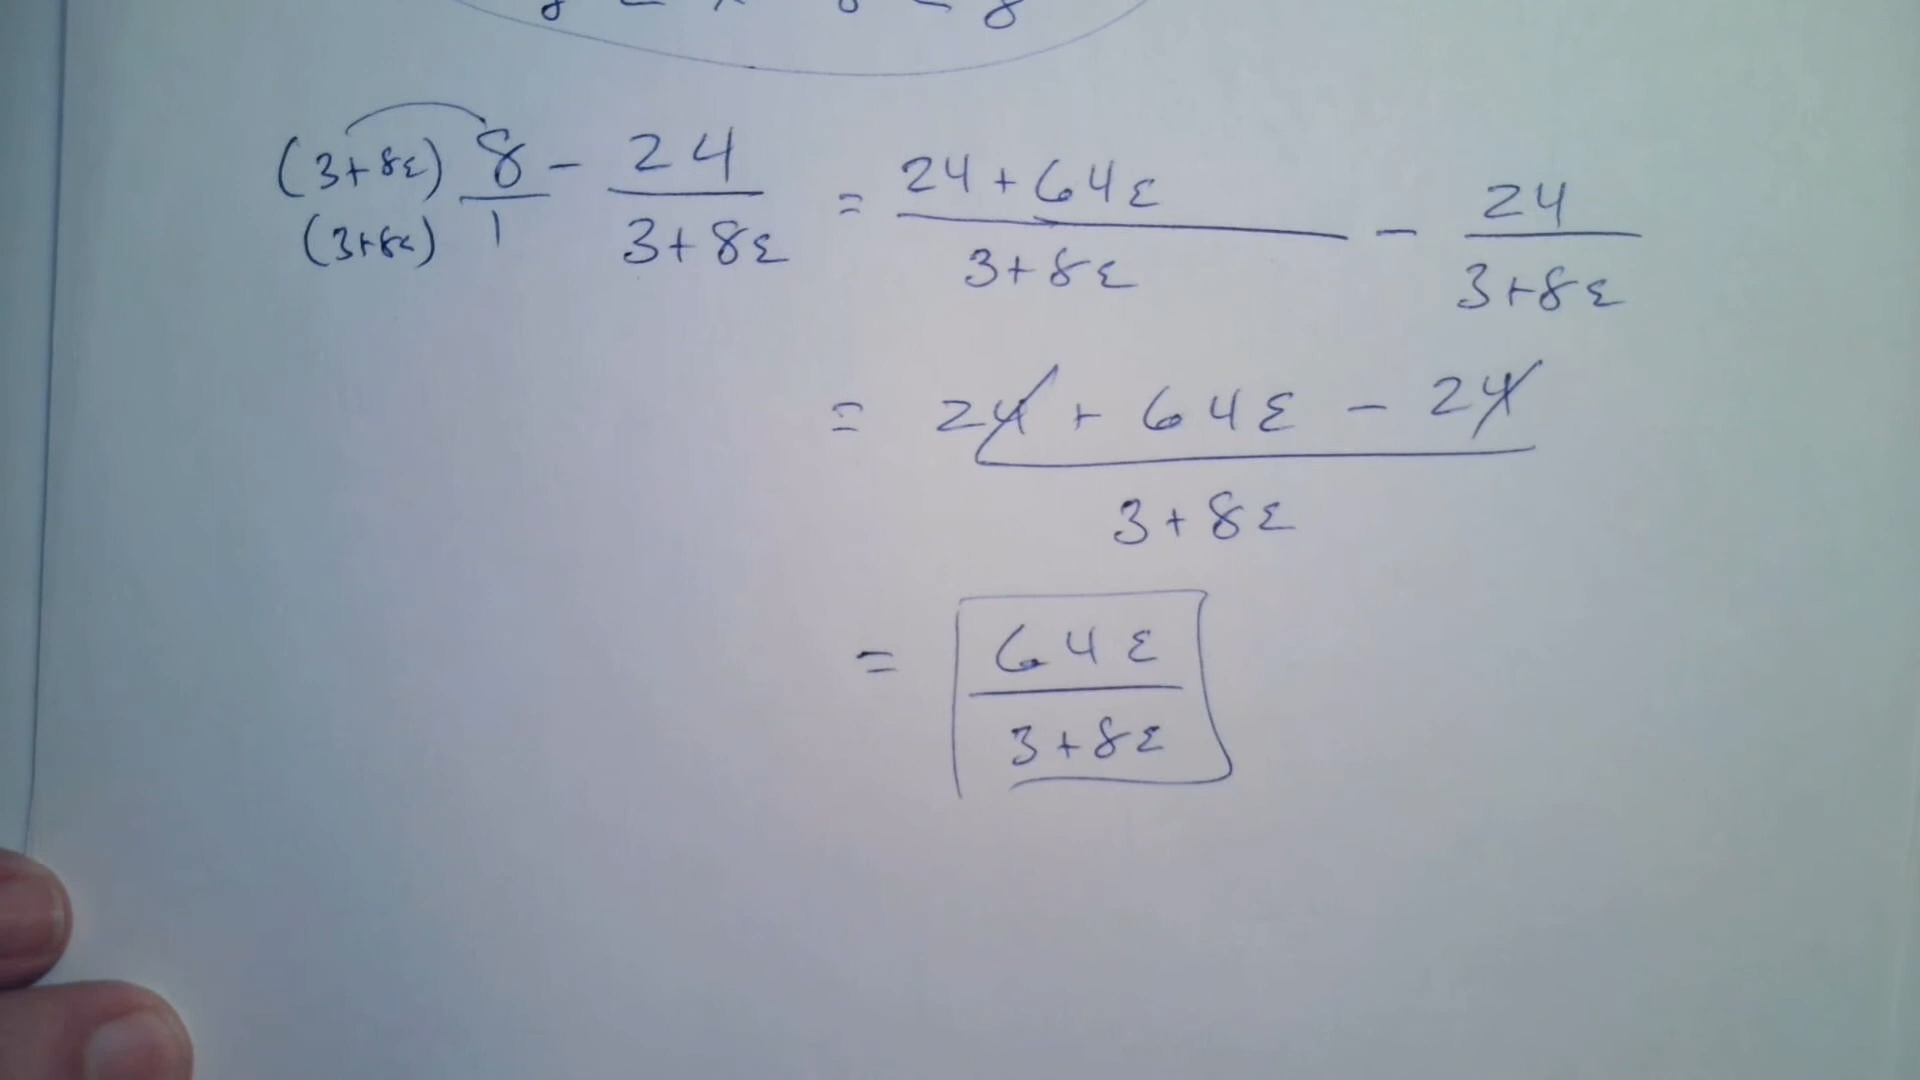 (3+8ε) 8/1 - 24/(3+8ε) = (24+64ε)/(3+8ε) - 24/(3+8ε)
(3+8ε)
= (24 + 64ε - 24)/(3+8ε)
= 64ε/(3+8ε)